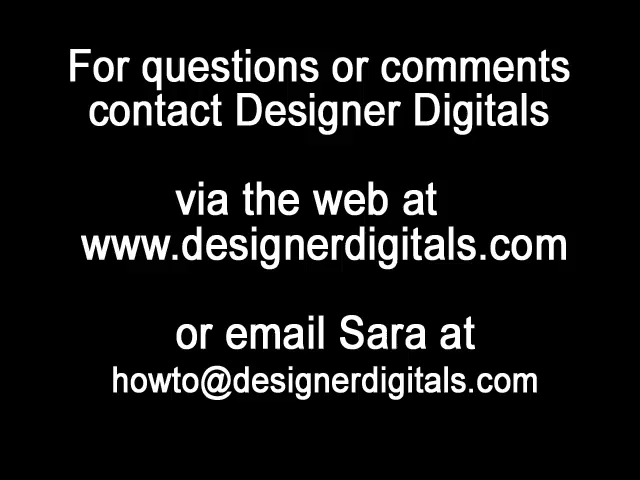 For questions or comments
contact Designer Digitals
via the web at
www.designerdigitals.com
or email Sara at
howto@designerdigitals.com